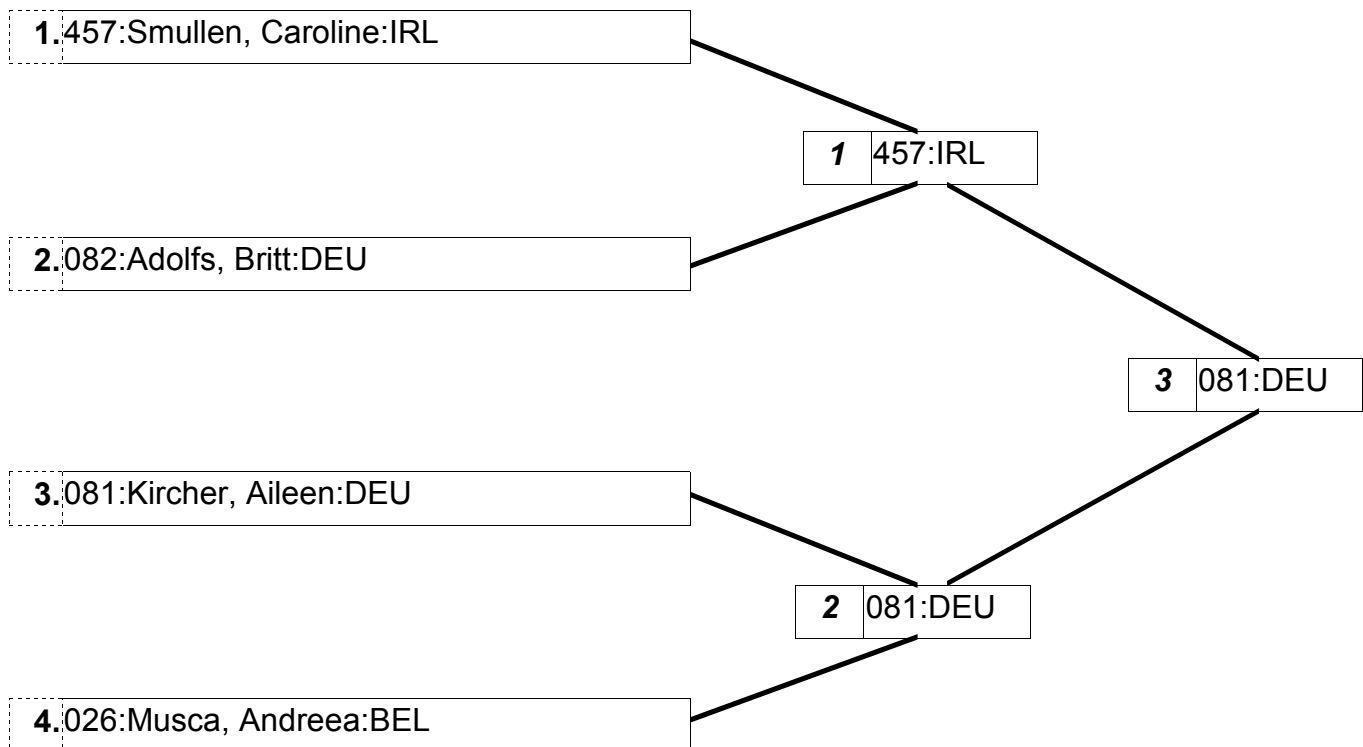 1. 457:Smullen, Caroline:IRL
1 457:IRL
2. 082:Adolfs, Britt:DEU
3 081:DEU
3. 081:Kircher, Aileen:DEU
2 081:DEU
4. 026:Musca, Andreea:BEL